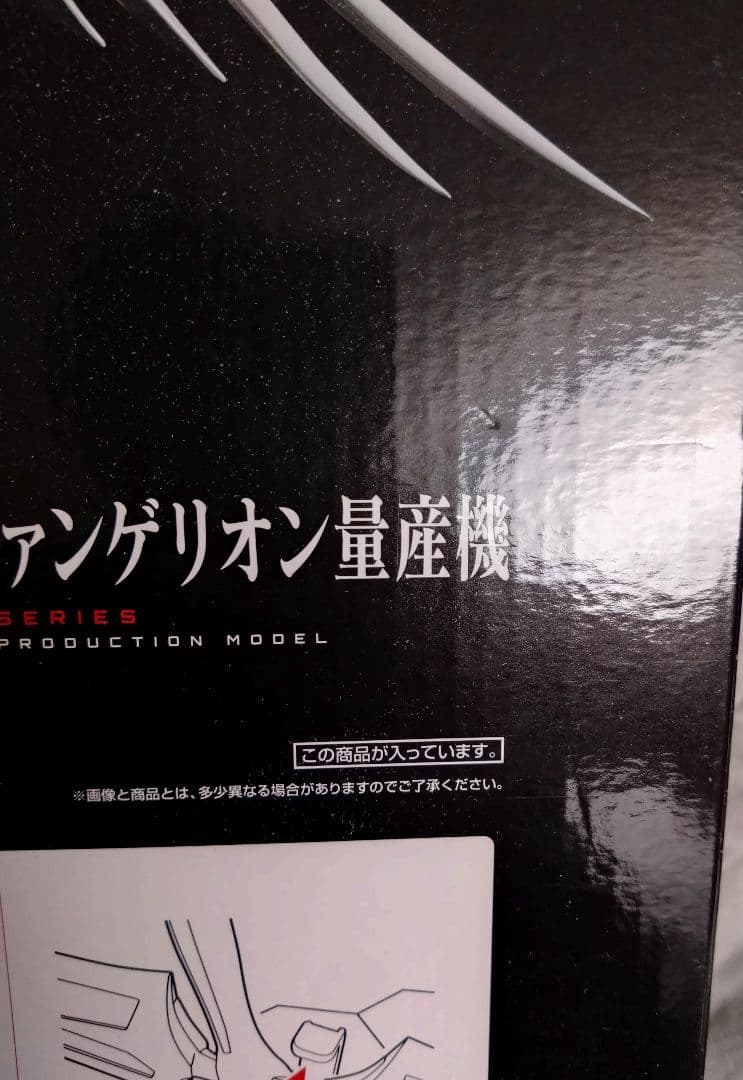 ァンゲリオン量産機
SERIES
PRODUCTION MODEL
この商品が入っています。
※画像と商品とは、多少異なる場合がありますのでご了承ください。